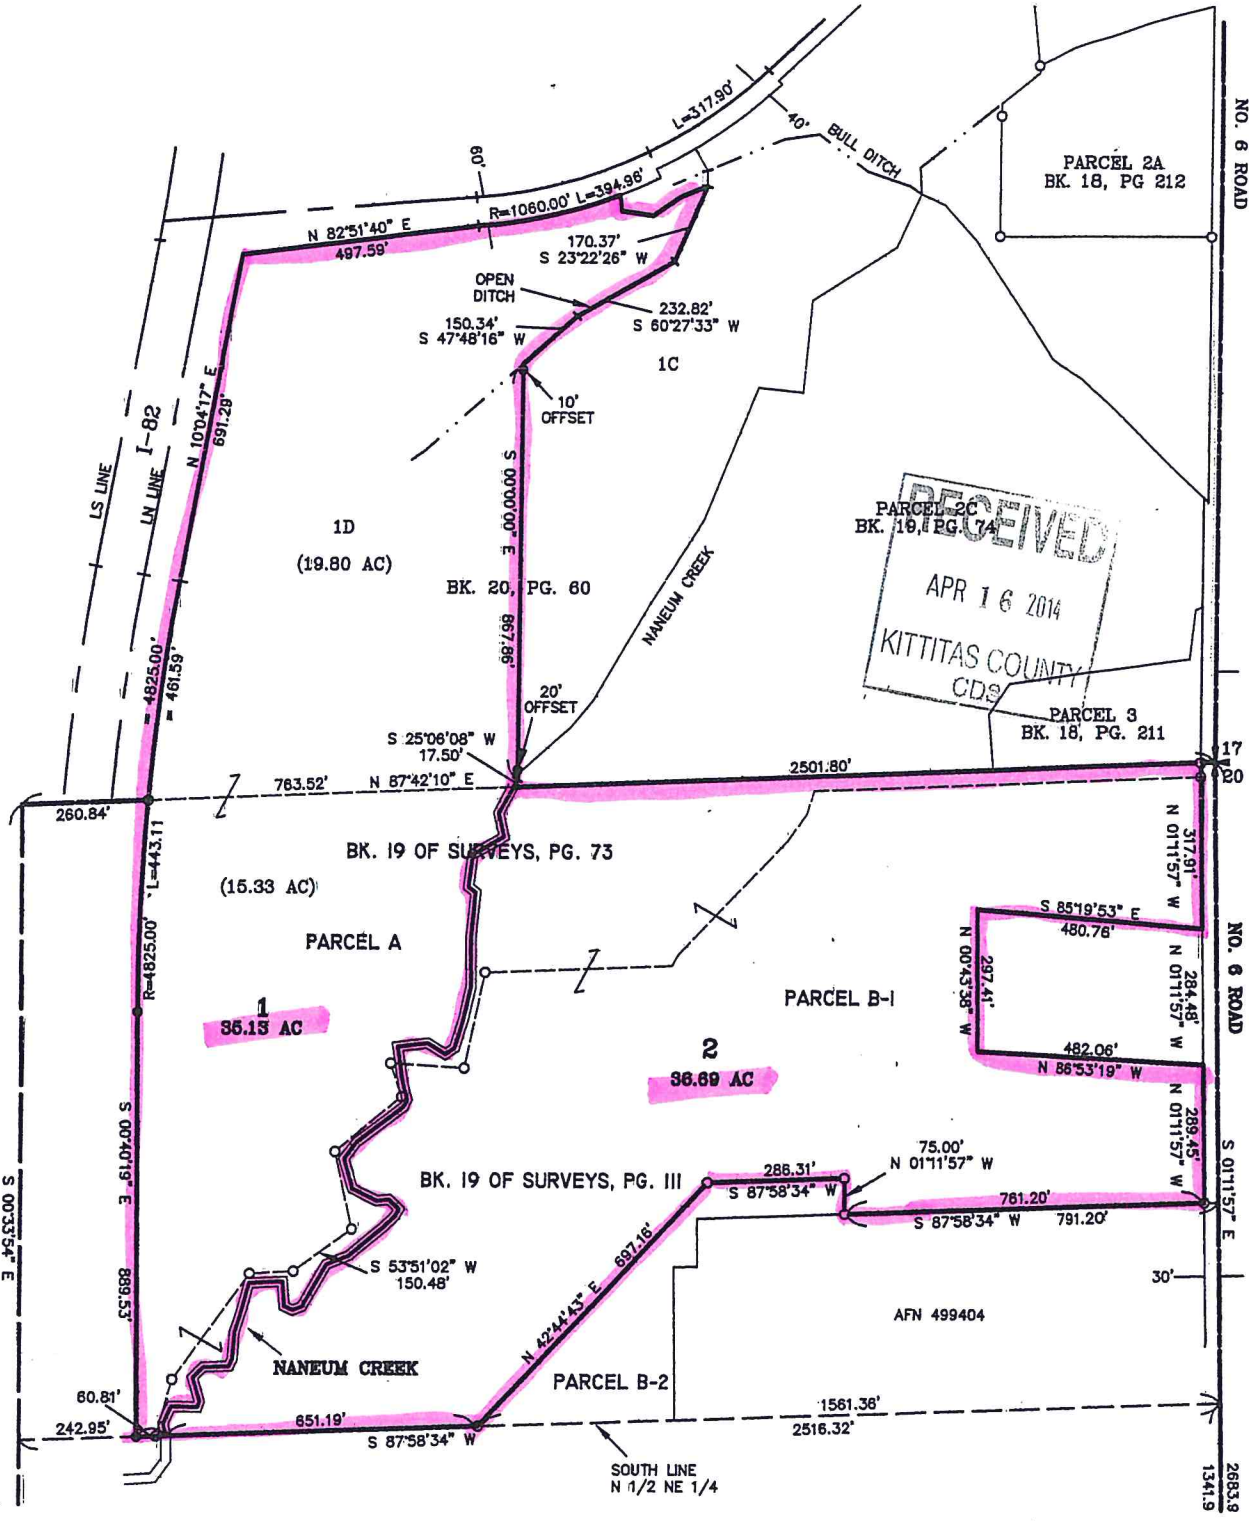 NO. 6 ROAD
PARCEL 2A
BK. 18, PG 212
L=317.90'
40'
BULL DITCH
60'
R=1060.00' L=394.96'
N 82°51'40" E
497.59'
170.37'
S 23°22'26" W
OPEN
DITCH
232.82'
S 60°27'33" W
150.34'
S 47°48'16" W
1C
10'
OFFSET
N 10°04'17" E
691.29'
I-82
LS LINE
LN LINE
S 00°00'00" E
867.86'
1D
(19.80 AC)
BK. 20, PG. 60
NANEUM CREEK
PARCEL 2C
BK. 19, PG. 74
RECEIVED
APR 16 2014
KITTITAS COUNTY
CDS
PARCEL 3
BK. 18, PG. 211
= 4825.00'
= 461.59'
20'
OFFSET
S 25°06'08" W
17.50'
2501.80'
17
20
763.52'
N 87°42'10" E
260.84'
L=443.11
R=4825.00'
BK. 19 OF SURVEYS, PG. 73
(15.33 AC)
PARCEL A
317.91'
N 01°11'57" W
S 85°19'53" E
480.76'
NO. 6 ROAD
297.41'
N 00°43'38" W
284.48'
N 01°11'57" W
PARCEL B-1
1
35.13 AC
2
36.69 AC
482.06'
N 86°53'19" W
289.45'
N 01°11'57" W
75.00'
N 01°11'57" W
S 01°11'57" E
S 00°40'19" E
889.53'
S 00°33'54" E
BK. 19 OF SURVEYS, PG. 111
286.31'
S 87°58'34" W
761.20'
S 87°58'34" W
791.20'
697.16'
N 42°44'43" E
S 53°51'02" W
150.48'
30'
AFN 499404
NANEUM CREEK
PARCEL B-2
60.81'
242.95'
651.19'
S 87°58'34" W
1561.36'
2516.32'
SOUTH LINE
N 1/2 NE 1/4
2683.9
1341.9